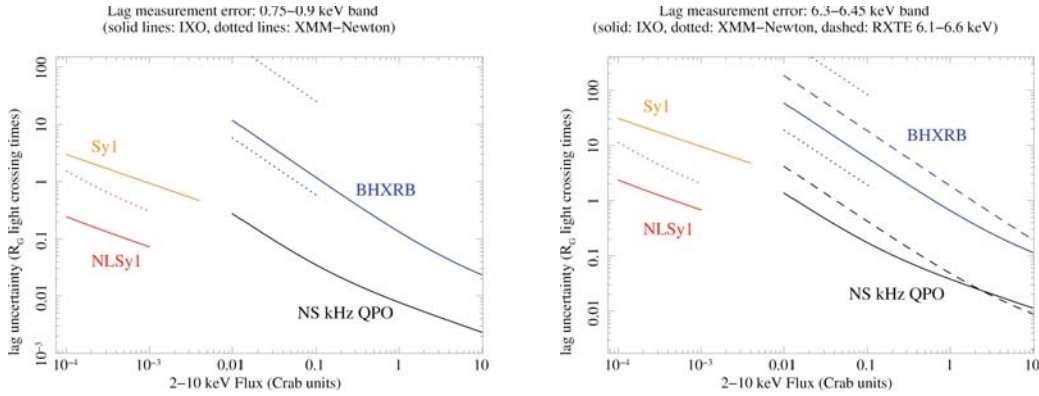 Lag measurement error: 0.75−0.9 keV band
(solid lines: IXO, dotted lines: XMM−Newton)
lag uncertainty (R_G light crossing times)
100
10
1
0.1
0.01
10⁻³
Sy1
NLSy1
BHXRB
NS kHz QPO
10⁻⁴
10⁻³
0.01
0.1
1
10
2−10 keV Flux (Crab units)
Lag measurement error: 6.3−6.45 keV band
(solid: IXO, dotted: XMM−Newton, dashed: RXTE 6.1−6.6 keV)
lag uncertainty (R_G light crossing times)
100
10
1
0.1
0.01
Sy1
NLSy1
BHXRB
NS kHz QPO
10⁻⁴
10⁻³
0.01
0.1
1
10
2−10 keV Flux (Crab units)